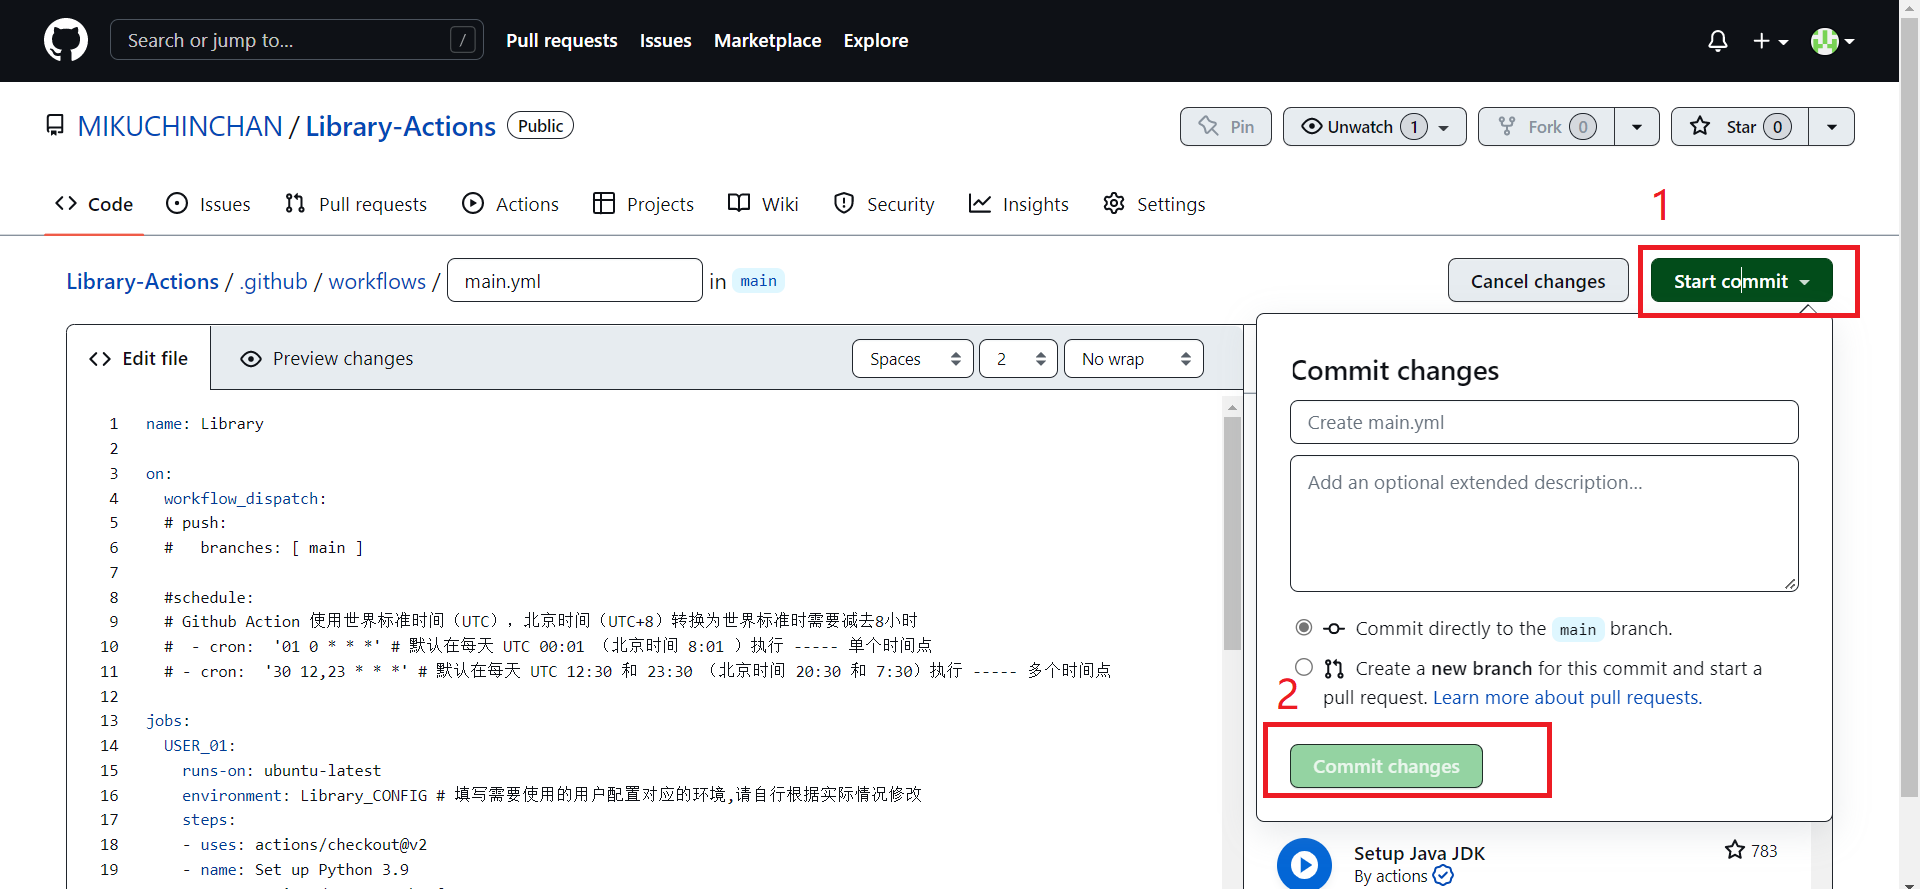 Search or jump to... / Pull requests Issues Marketplace Explore
MIKUCHINCHAN / Library-Actions Public Pin Unwatch 1 Fork 0 Star 0
Code Issues Pull requests Actions Projects Wiki Security Insights Settings
1
Library-Actions / .github / workflows / main.yml in main Cancel changes Start commit
Edit file Preview changes Spaces 2 No wrap
1 name: Library
2
3 on:
4 workflow_dispatch:
5 # push:
6 #   branches: [ main ]
7
8 #schedule:
9 # Github Action 使用世界标准时间（UTC），北京时间（UTC+8）转换为世界标准时需要减去8小时
10 #  - cron:  '01 0 * * *' # 默认在每天 UTC 00:01 （北京时间 8:01 ）执行 ----- 单个时间点
11 # - cron:  '30 12,23 * * *' # 默认在每天 UTC 12:30 和 23:30 （北京时间 20:30 和 7:30）执行 ----- 多个时间点
12
13 jobs:
14 USER_01:
15 runs-on: ubuntu-latest
16 environment: Library_CONFIG # 填写需要使用的用户配置对应的环境,请自行根据实际情况修改
17 steps:
18 - uses: actions/checkout@v2
19 - name: Set up Python 3.9
Commit changes
Create main.yml
Add an optional extended description...
Commit directly to the main branch.
Create a new branch for this commit and start a
pull request. Learn more about pull requests.
2
Commit changes
Setup Java JDK 783
By actions